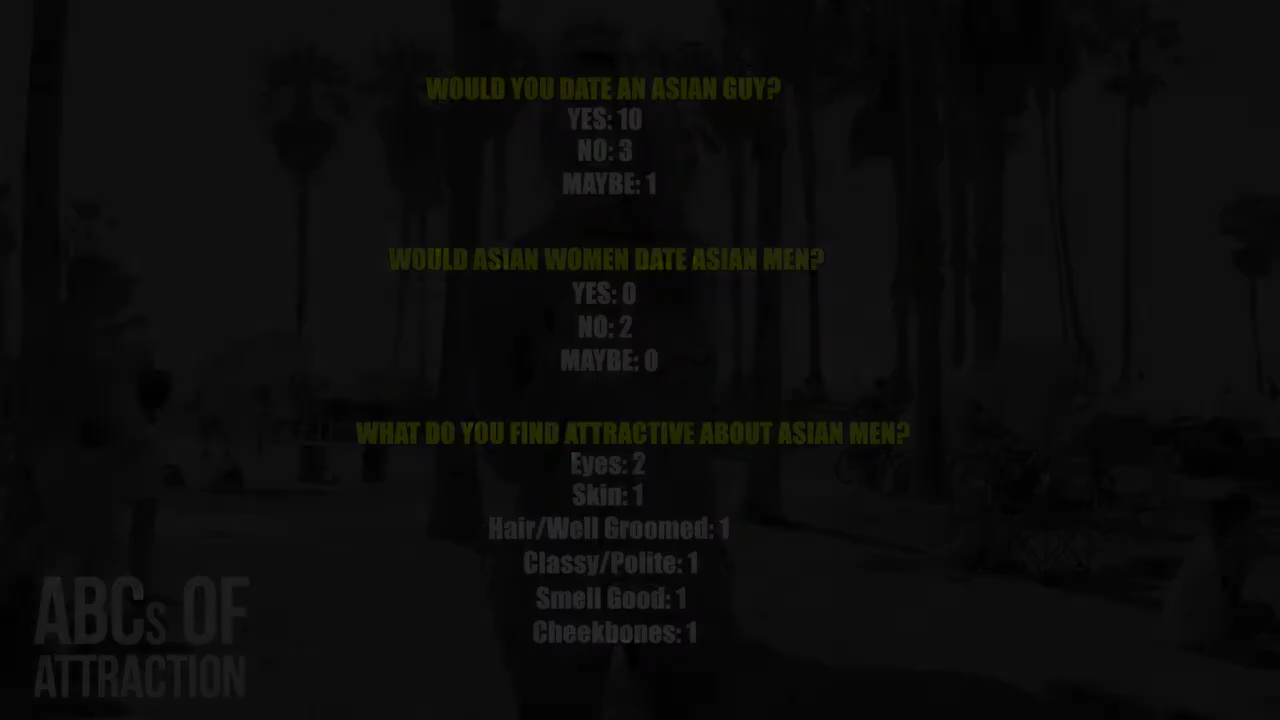 WOULD YOU DATE AN ASIAN GUY?
YES: 10
NO: 3
MAYBE: 1
WOULD ASIAN WOMEN DATE ASIAN MEN?
YES: 0
NO: 2
MAYBE: 0
WHAT DO YOU FIND ATTRACTIVE ABOUT ASIAN MEN?
Eyes: 2
Skin: 1
Hair/Well Groomed: 1
Classy/Polite: 1
Smell Good: 1
Cheekbones: 1
ABCs OF
ATTRACTION